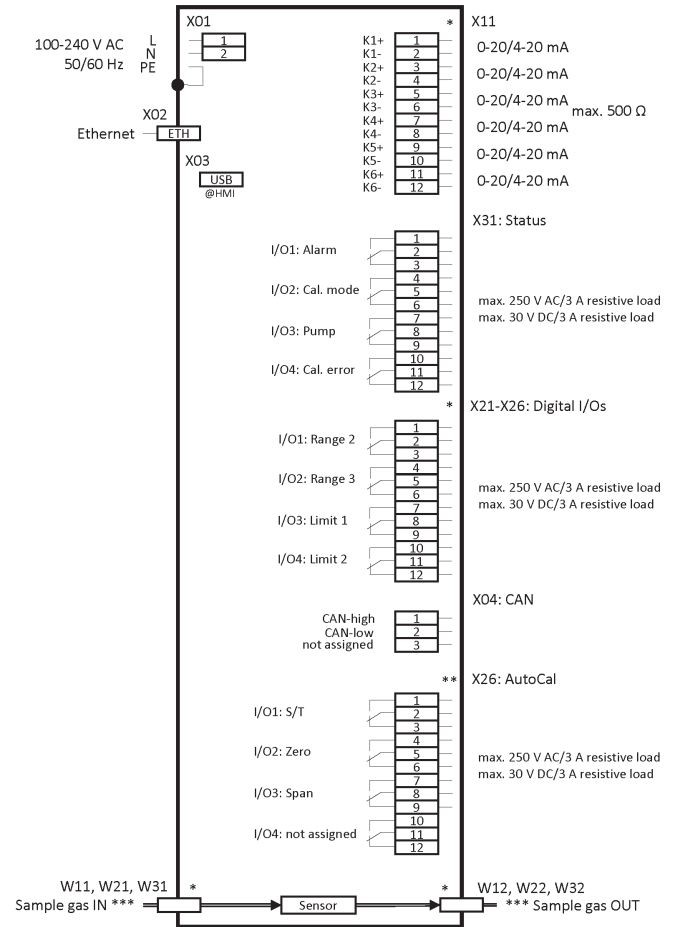 X01
100-240 V AC
50/60 Hz
L
N
PE
1
2
X02
Ethernet
ETH
X03
USB
@HMI
* X11
K1+ 1
K1- 2
K2+ 3
K2- 4
K3+ 5
K3- 6
K4+ 7
K4- 8
K5+ 9
K5- 10
K6+ 11
K6- 12
0-20/4-20 mA
0-20/4-20 mA
0-20/4-20 mA
max. 500 Ω
0-20/4-20 mA
0-20/4-20 mA
0-20/4-20 mA
X31: Status
I/O1: Alarm
I/O2: Cal. mode
I/O3: Pump
I/O4: Cal. error
1
2
3
4
5
6
7
8
9
10
11
12
max. 250 V AC/3 A resistive load
max. 30 V DC/3 A resistive load
* X21-X26: Digital I/Os
I/O1: Range 2
I/O2: Range 3
I/O3: Limit 1
I/O4: Limit 2
1
2
3
4
5
6
7
8
9
10
11
12
max. 250 V AC/3 A resistive load
max. 30 V DC/3 A resistive load
X04: CAN
CAN-high 1
CAN-low 2
not assigned 3
** X26: AutoCal
I/O1: S/T
I/O2: Zero
I/O3: Span
I/O4: not assigned
1
2
3
4
5
6
7
8
9
10
11
12
max. 250 V AC/3 A resistive load
max. 30 V DC/3 A resistive load
W11, W21, W31 *
Sample gas IN ***
Sensor
* W12, W22, W32
*** Sample gas OUT